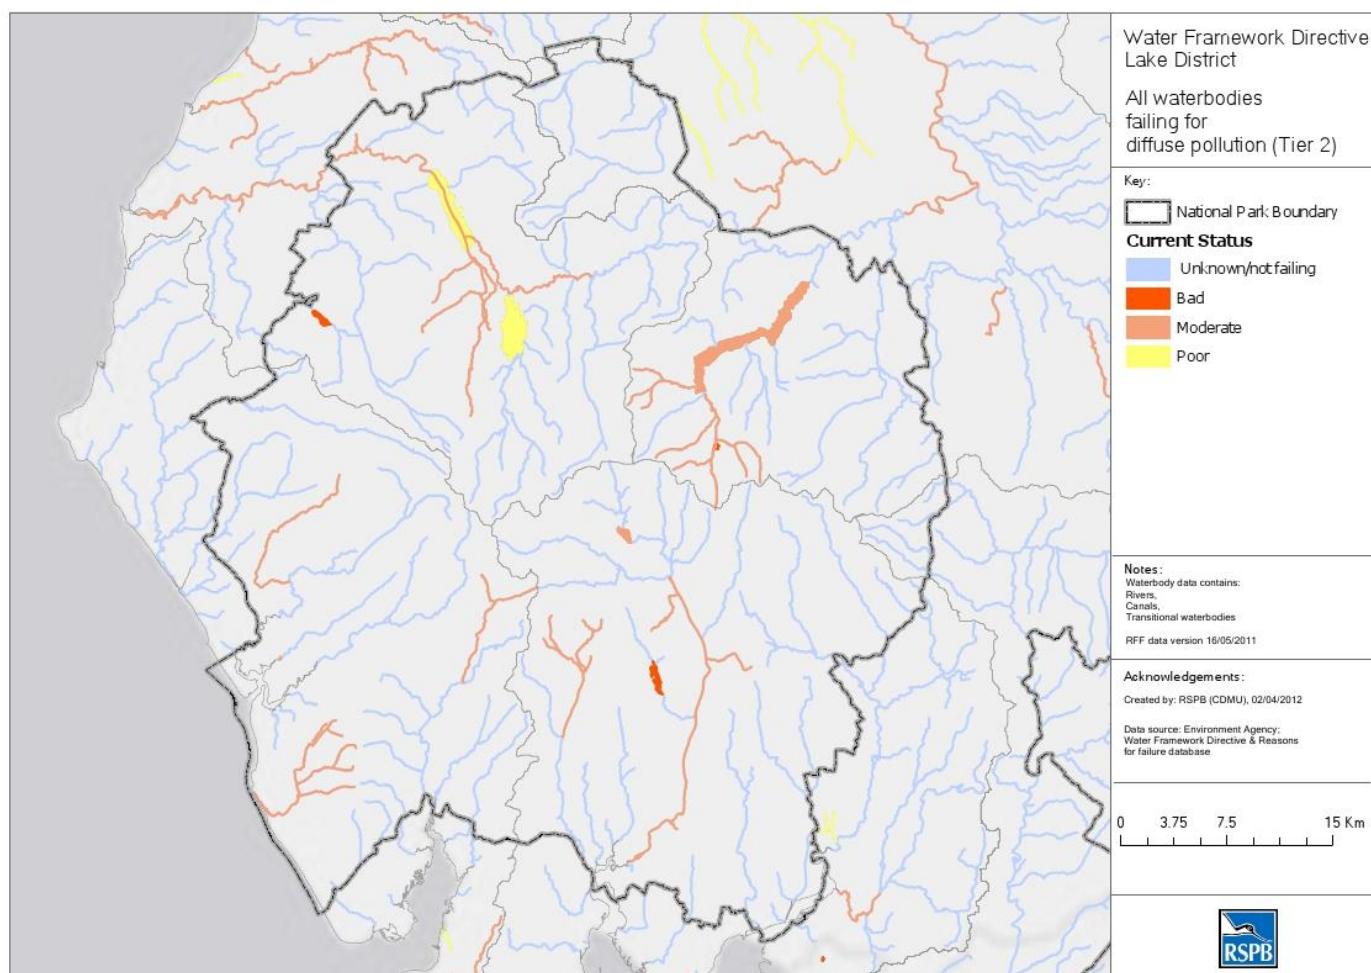 Water Framework Directive
Lake District
All waterbodies
failing for
diffuse pollution (Tier 2)
Key:
National Park Boundary
Current Status
Unknown/not failing
Bad
Moderate
Poor
Notes:
Waterbody data contains:
Rivers,
Canals,
Transitional waterbodies
RFF data version 16/05/2011
Acknowledgements:
Created by: RSPB (CDMU), 02/04/2012
Data source: Environment Agency;
Water Framework Directive & Reasons
for failure database
0 3.75 7.5 15 Km
RSPB